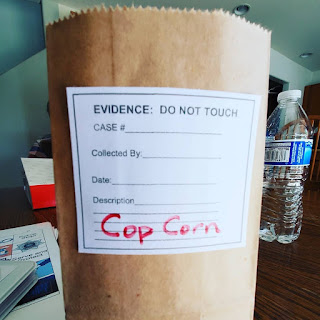 EVIDENCE: DO NOT TOUCH
CASE #
Collected By:
Date:
Description
Cop Corn